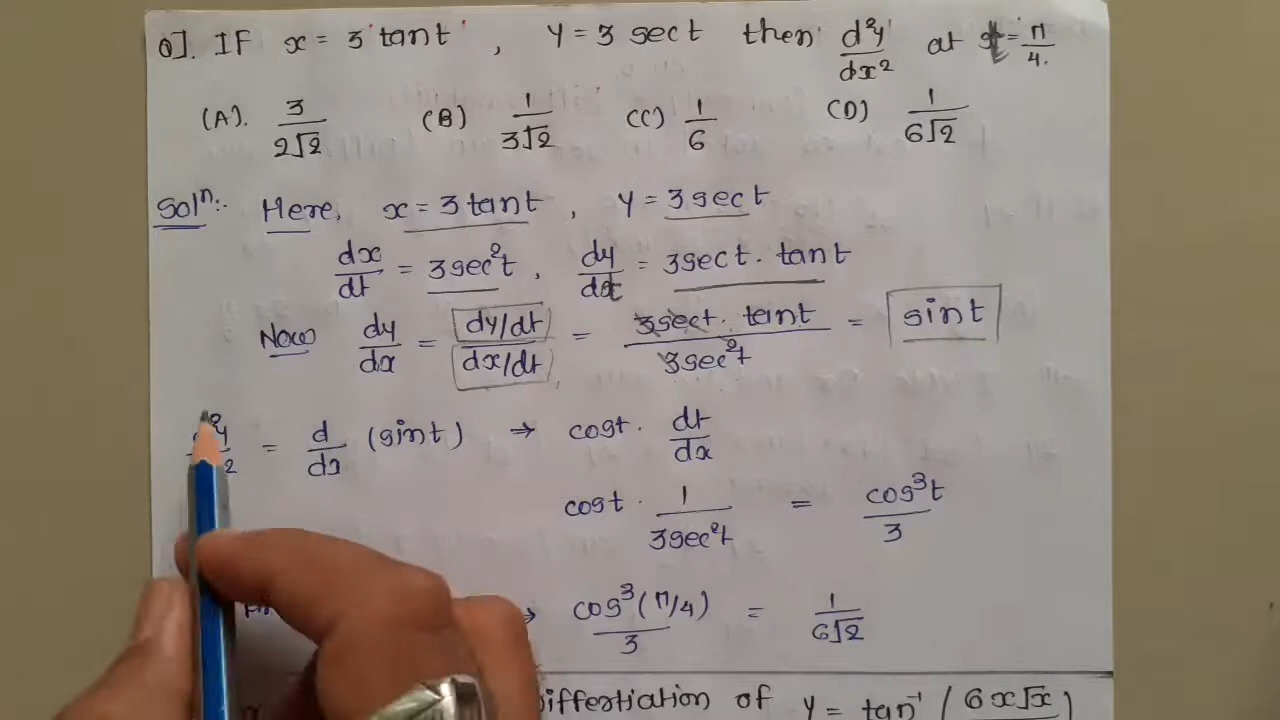 Q]. If x = 3 tant , y = 3 sect then d²y/dx² at t = π/4.
(A). 3/2√2 (B) 1/3√2 (C) 1/6 (D) 1/6√2
Solⁿ:- Here, x = 3 tant , y = 3 sect
dx/dt = 3sec²t , dy/dt = 3sect . tant
Now dy/dx = dy/dt / dx/dt = 3sect . tant / 3sec²t = sint
= d/dx (sint) ⇒ cost . dt/dx
cost . 1/3sec²t = cos³t/3
cos³(π/4)/3 = 1/6√2
Differtiation of y = tan⁻¹ ( 6x√x )